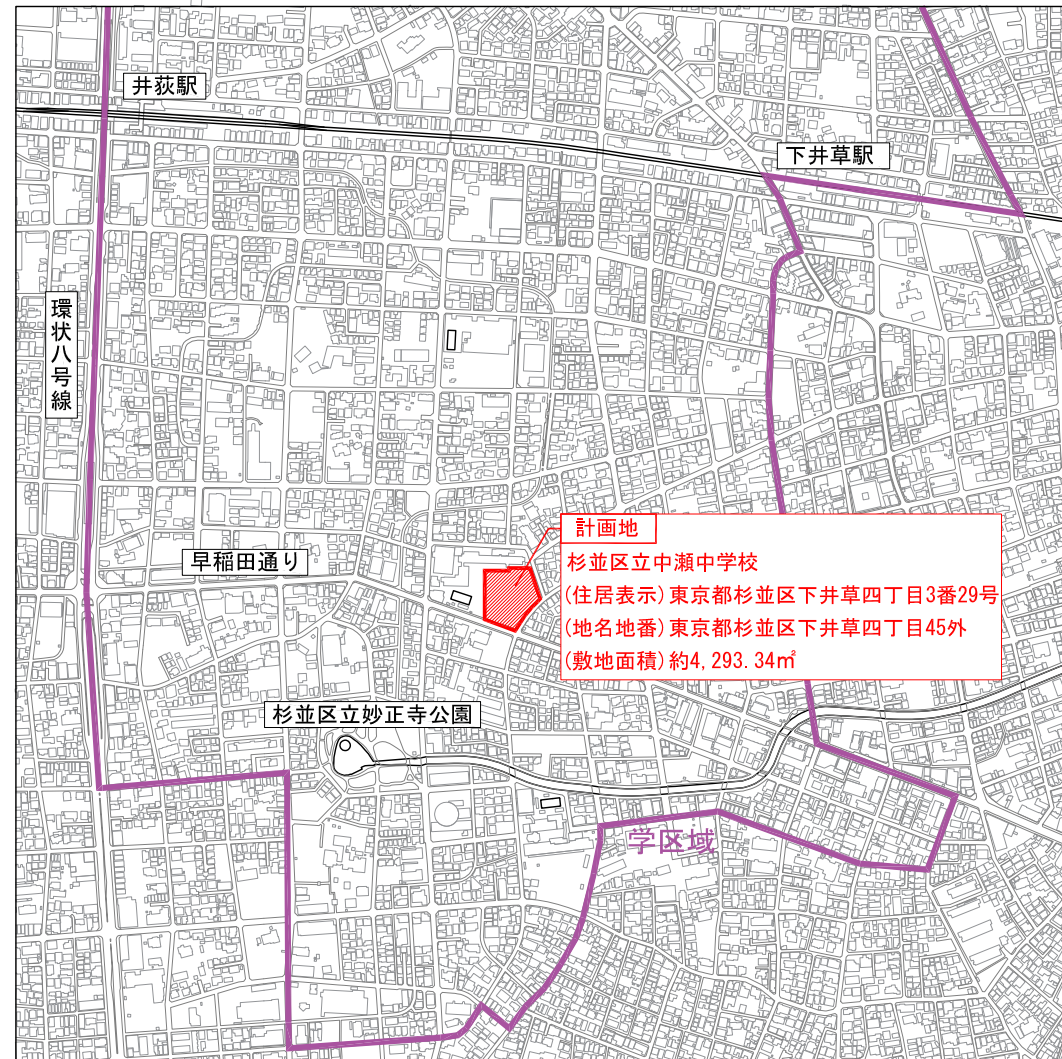 井荻駅
下井草駅
環状八号線
計画地
杉並区立中瀬中学校
(住居表示)東京都杉並区下井草四丁目3番29号
(地名地番)東京都杉並区下井草四丁目45外
(敷地面積)約4,293.34㎡
早稲田通り
杉並区立妙正寺公園
学区域